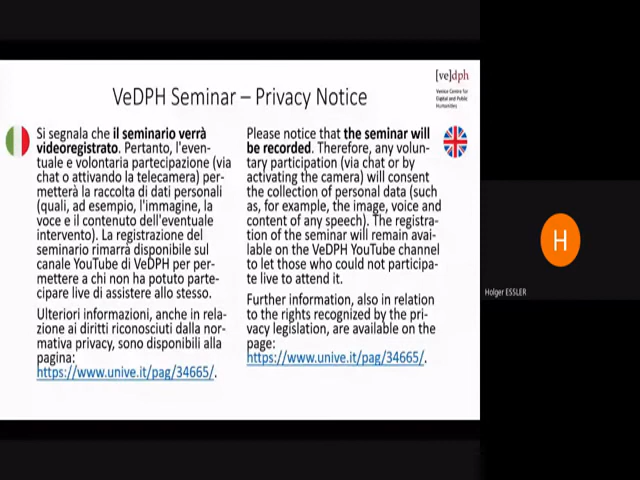 [ve]dph
Venice Centre for
Digital and Public
Humanities
VeDPH Seminar – Privacy Notice
Si segnala che il seminario verrà
videoregistrato. Pertanto, l'even-
tuale e volontaria partecipazione (via
chat o attivando la telecamera) per-
metterà la raccolta di dati personali
(quali, ad esempio, l'immagine, la
voce e il contenuto dell'eventuale
intervento). La registrazione del
seminario rimarrà disponibile sul
canale YouTube di VeDPH per per-
mettere a chi non ha potuto parte-
cipare live di assistere allo stesso.
Ulteriori informazioni, anche in rela-
zione ai diritti riconosciuti dalla nor-
mativa privacy, sono disponibili alla
pagina:
https://www.unive.it/pag/34665/.
Please notice that the seminar will
be recorded. Therefore, any volun-
tary participation (via chat or by
activating the camera) will consent
the collection of personal data (such
as, for example, the image, voice and
content of any speech). The registra-
tion of the seminar will remain avai-
lable on the VeDPH YouTube channel
to let those who could not participa-
te live to attend it.
Further information, also in relation
to the rights recognized by the pri-
vacy legislation, are available on the
page:
https://www.unive.it/pag/34665/.
H
Holger ESSLER